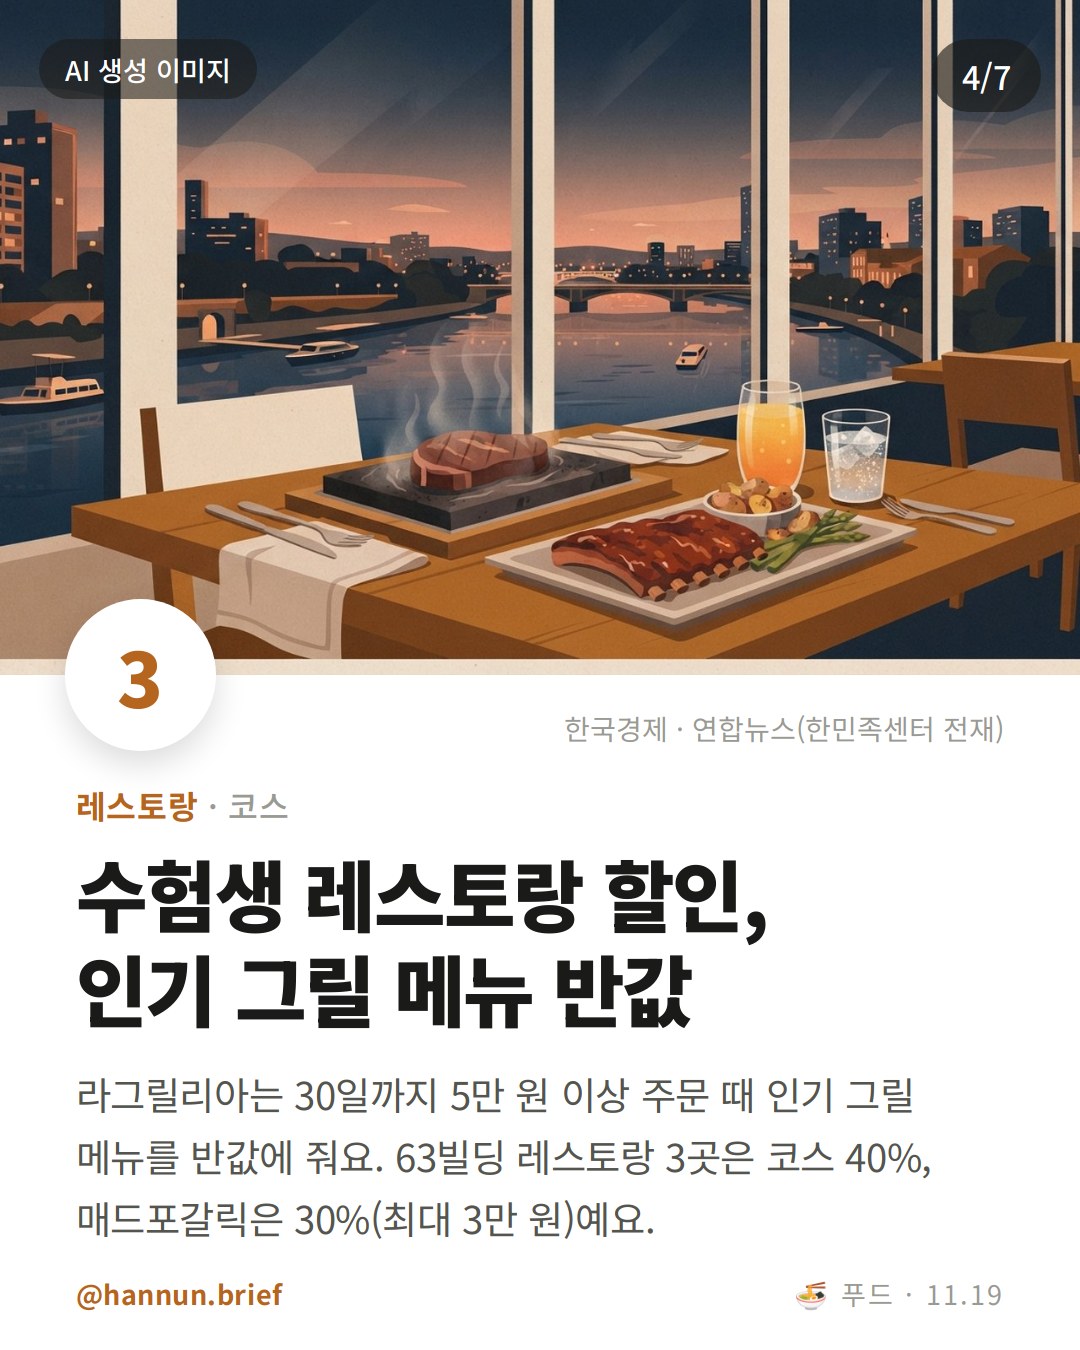 AI 생성 이미지
4/7
3
한국경제 · 연합뉴스(한민족센터 전재)
레스토랑 · 코스
수험생 레스토랑 할인,
인기 그릴 메뉴 반값
라그릴리아는 30일까지 5만 원 이상 주문 때 인기 그릴
메뉴를 반값에 줘요. 63빌딩 레스토랑 3곳은 코스 40%,
매드포갈릭은 30%(최대 3만 원)예요.
@hannun.brief
🍜 푸드 · 11.19